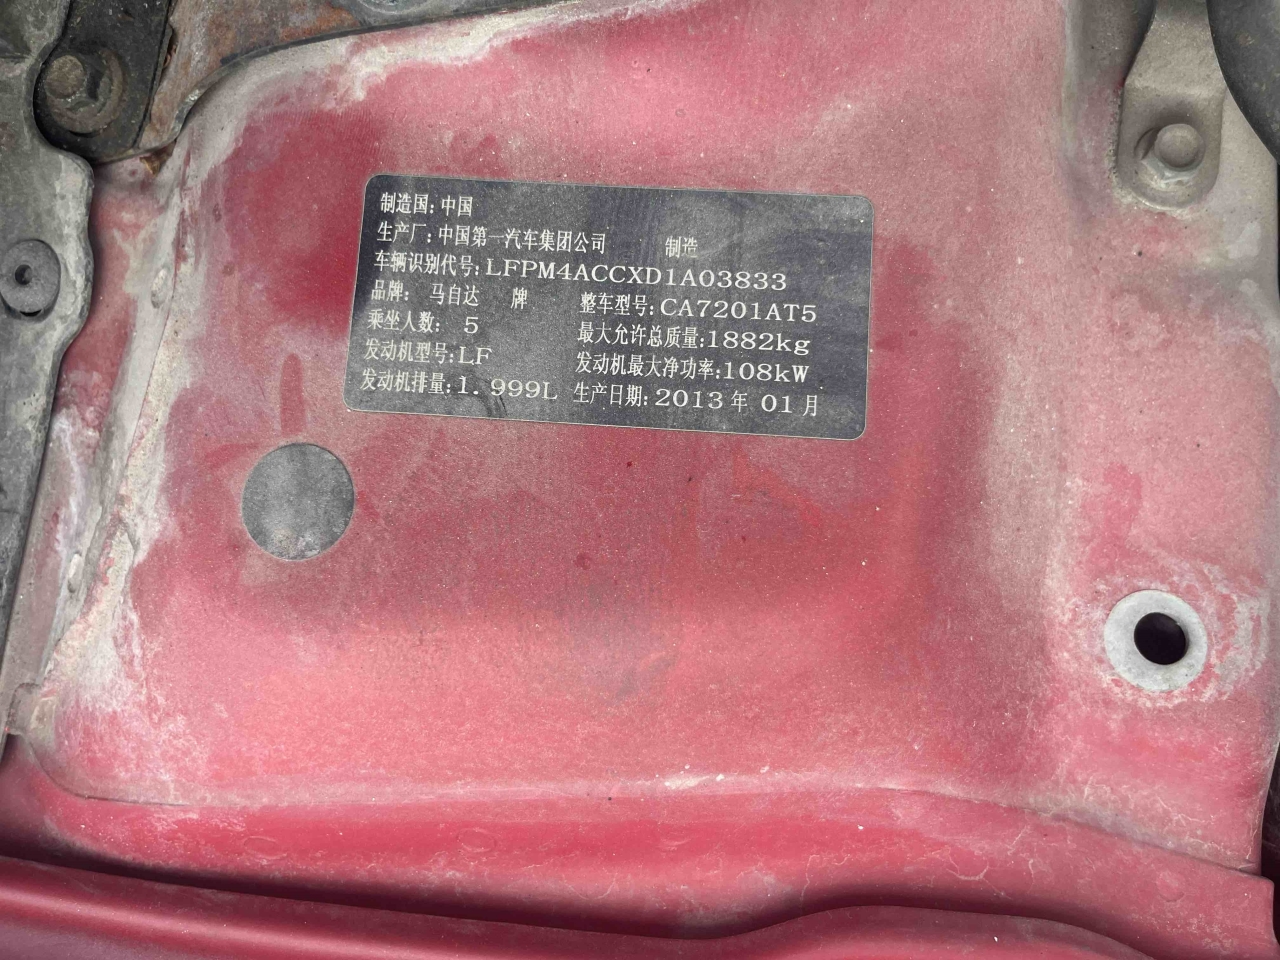 制造国:中国
生产厂:中国第一汽车集团公司 制造
车辆识别代号:LFPM4ACCXD1A03833
品牌: 马自达 牌 整车型号:CA7201AT5
乘坐人数: 5 最大允许总质量:1882kg
发动机型号:LF 发动机最大净功率:108kW
发动机排量:1.999L 生产日期:2013年 01月